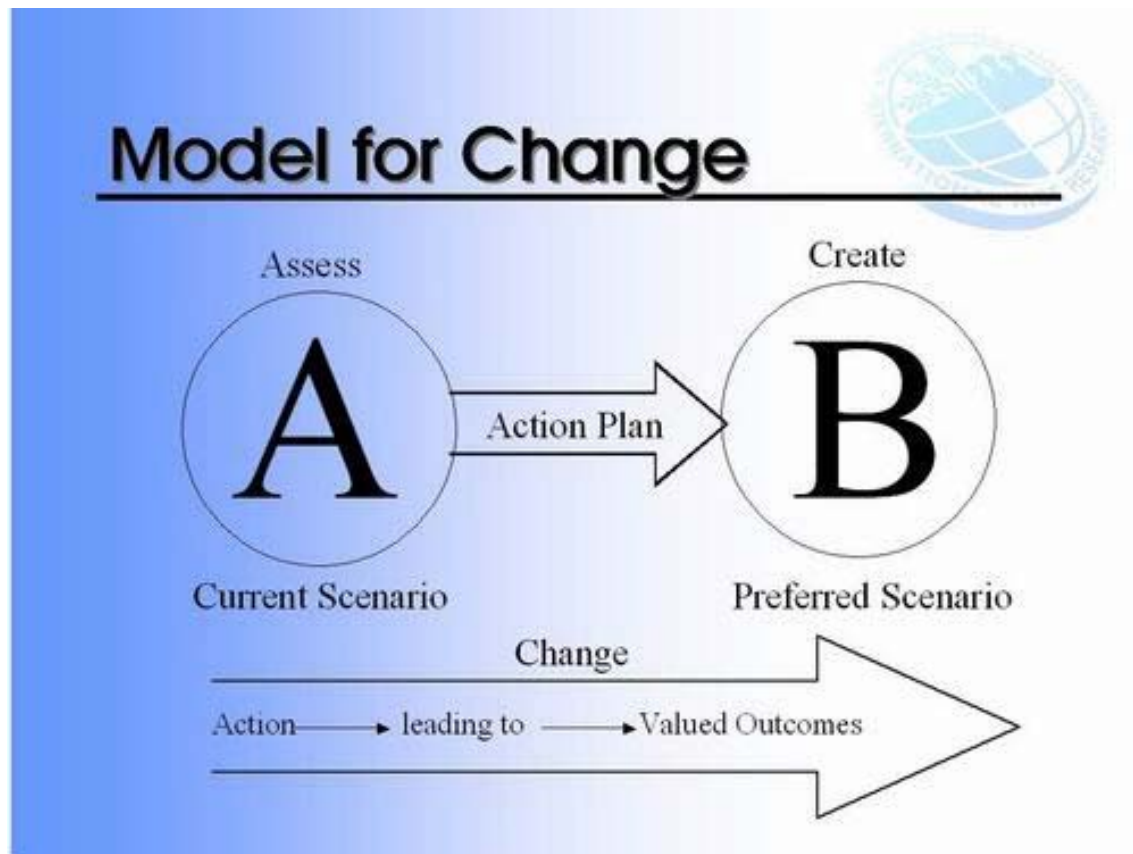 Model for Change
Assess
Create
A
Action Plan
B
Current Scenario
Preferred Scenario
Change
Action leading to Valued Outcomes